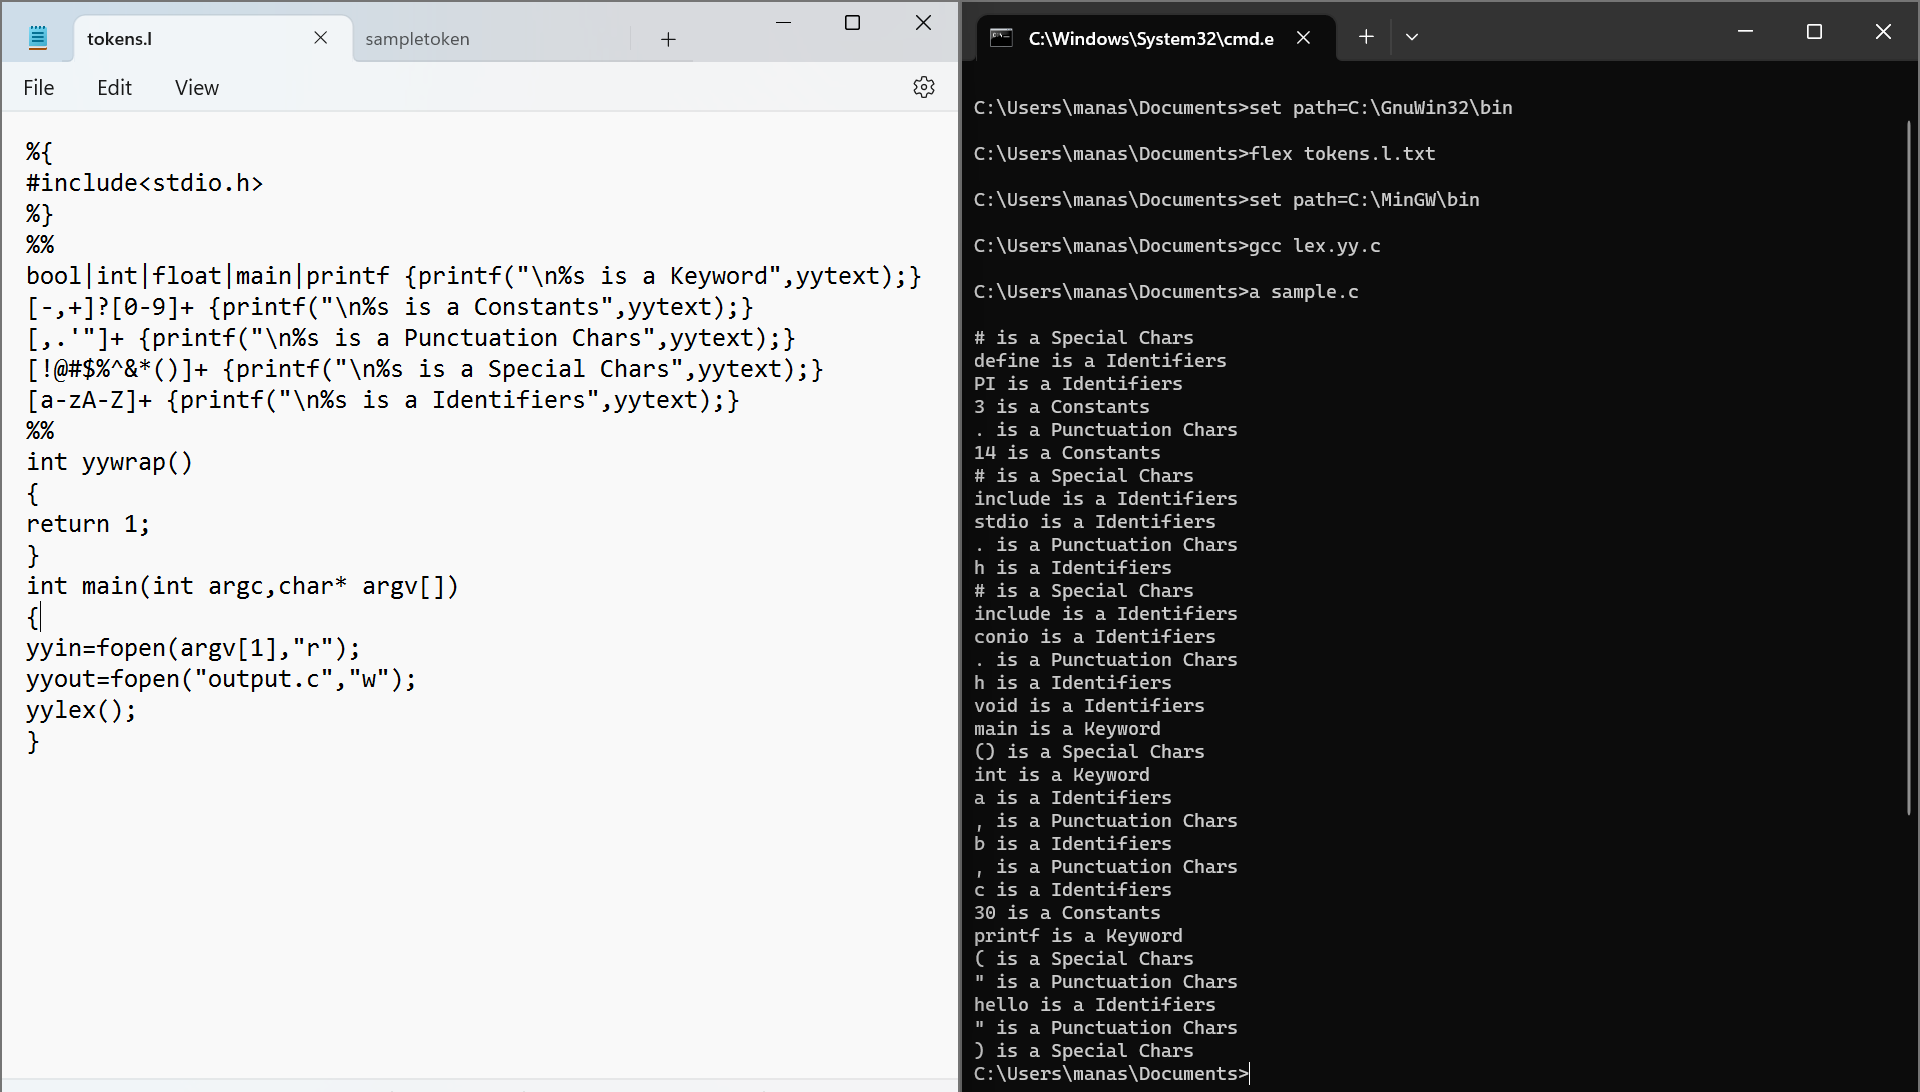 tokens.l
sampletoken
File Edit View
%{
#include<stdio.h>
%}
%%
bool|int|float|main|printf {printf("\n%s is a Keyword",yytext);}
[-,+]?[0-9]+ {printf("\n%s is a Constants",yytext);}
[,.'"]+ {printf("\n%s is a Punctuation Chars",yytext);}
[!@#$%^&*()]+ {printf("\n%s is a Special Chars",yytext);}
[a-zA-Z]+ {printf("\n%s is a Identifiers",yytext);}
%%
int yywrap()
{
return 1;
}
int main(int argc,char* argv[])
{
yyin=fopen(argv[1],"r");
yyout=fopen("output.c","w");
yylex();
}
C:\Windows\System32\cmd.e
C:\Users\manas\Documents>set path=C:\GnuWin32\bin
C:\Users\manas\Documents>flex tokens.l.txt
C:\Users\manas\Documents>set path=C:\MinGW\bin
C:\Users\manas\Documents>gcc lex.yy.c
C:\Users\manas\Documents>a sample.c
# is a Special Chars
define is a Identifiers
PI is a Identifiers
3 is a Constants
. is a Punctuation Chars
14 is a Constants
# is a Special Chars
include is a Identifiers
stdio is a Identifiers
. is a Punctuation Chars
h is a Identifiers
# is a Special Chars
include is a Identifiers
conio is a Identifiers
. is a Punctuation Chars
h is a Identifiers
void is a Identifiers
main is a Keyword
() is a Special Chars
int is a Keyword
a is a Identifiers
, is a Punctuation Chars
b is a Identifiers
, is a Punctuation Chars
c is a Identifiers
30 is a Constants
printf is a Keyword
( is a Special Chars
" is a Punctuation Chars
hello is a Identifiers
" is a Punctuation Chars
) is a Special Chars
C:\Users\manas\Documents>